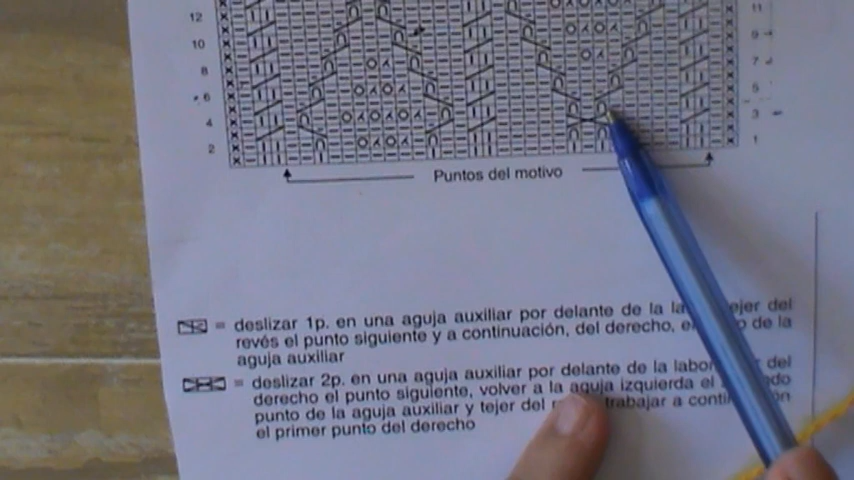 12
11
10
9
8
7
6
5
4
3
2
1
Puntos del motivo
= deslizar 1p. en una aguja auxiliar por delante de la ejer del
revés el punto siguiente y a continuación, del derecho, de la
aguja auxiliar
= deslizar 2p. en una aguja auxiliar por delante de la labor del
derecho el punto siguiente, volver a la aguja izquierda el
punto de la aguja auxiliar y tejer del trabajar a
el primer punto del derecho